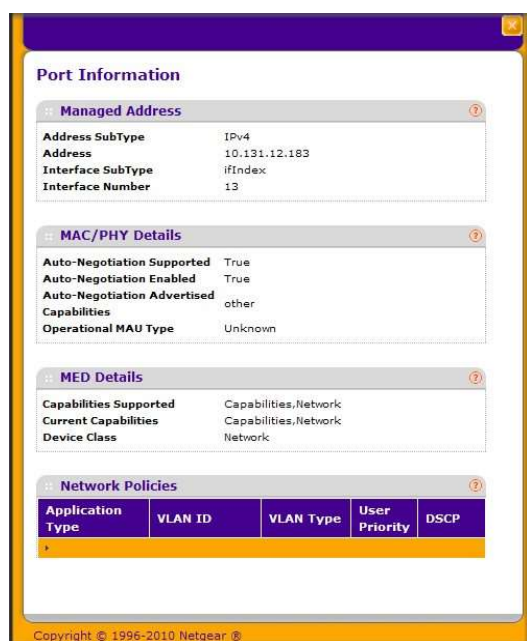 Port Information
Managed Address
Address SubType IPv4
Address 10.131.12.183
Interface SubType ifIndex
Interface Number 13
MAC/PHY Details
Auto-Negotiation Supported True
Auto-Negotiation Enabled True
Auto-Negotiation Advertised
Capabilities other
Operational MAU Type Unknown
MED Details
Capabilities Supported Capabilities,Network
Current Capabilities Capabilities,Network
Device Class Network
Network Policies
Application Type VLAN ID VLAN Type User Priority DSCP
Copyright © 1996-2010 Netgear ®